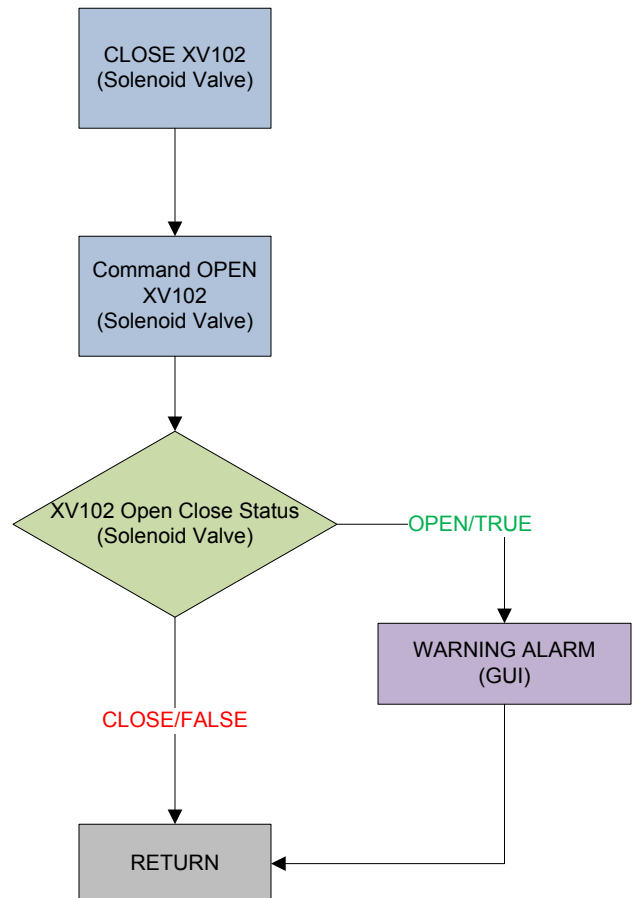 CLOSE XV102
(Solenoid Valve)
Command OPEN
XV102
(Solenoid Valve)
XV102 Open Close Status
(Solenoid Valve)
OPEN/TRUE
WARNING ALARM
(GUI)
CLOSE/FALSE
RETURN